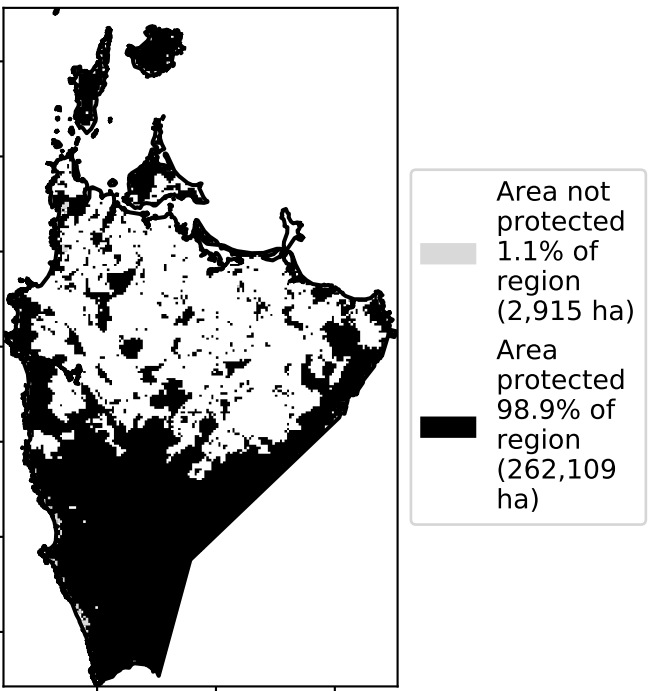 Area not
protected
1.1% of
region
(2,915 ha)
Area
protected
98.9% of
region
(262,109
ha)